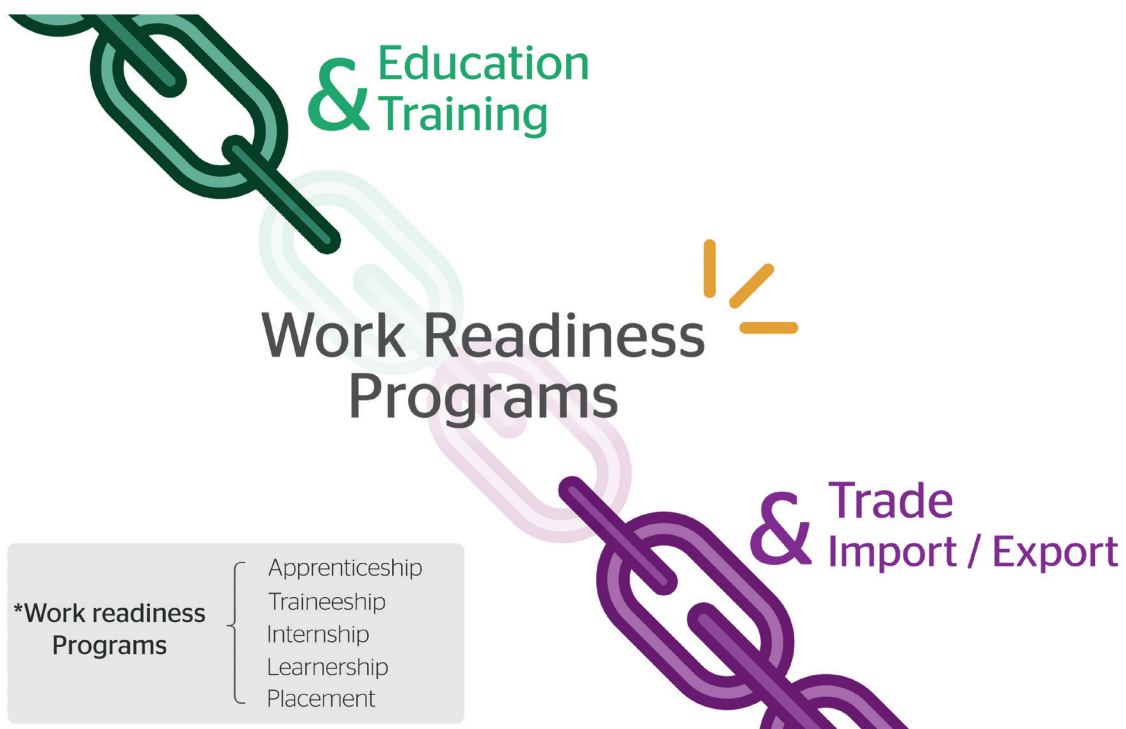 & Education
Training
Work Readiness
Programs
& Trade
Import / Export
*Work readiness
Programs
Apprenticeship
Traineeship
Internship
Learnership
Placement